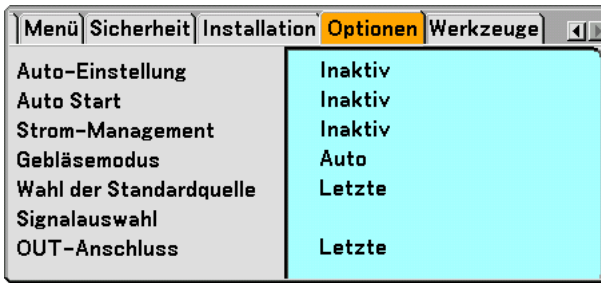 Menü Sicherheit Installation Optionen Werkzeuge
Auto-Einstellung Inaktiv
Auto Start Inaktiv
Strom-Management Inaktiv
Gebläsemodus Auto
Wahl der Standardquelle Letzte
Signalauswahl
OUT-Anschluss Letzte